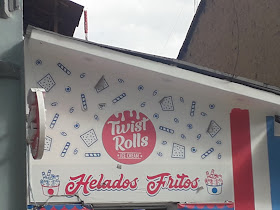 Twist
Rolls
ICE CREAM
Helados Fritos